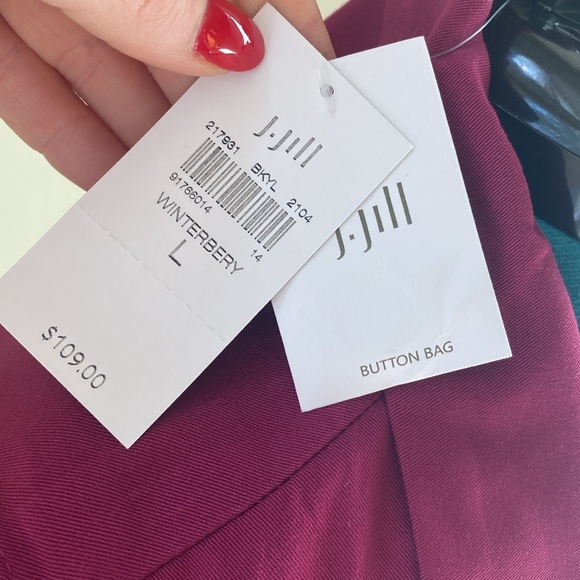 J.Jill
217931 BKYL 2104
91766014 14
WINTERBERY
L
$109.00
J.Jill
BUTTON BAG